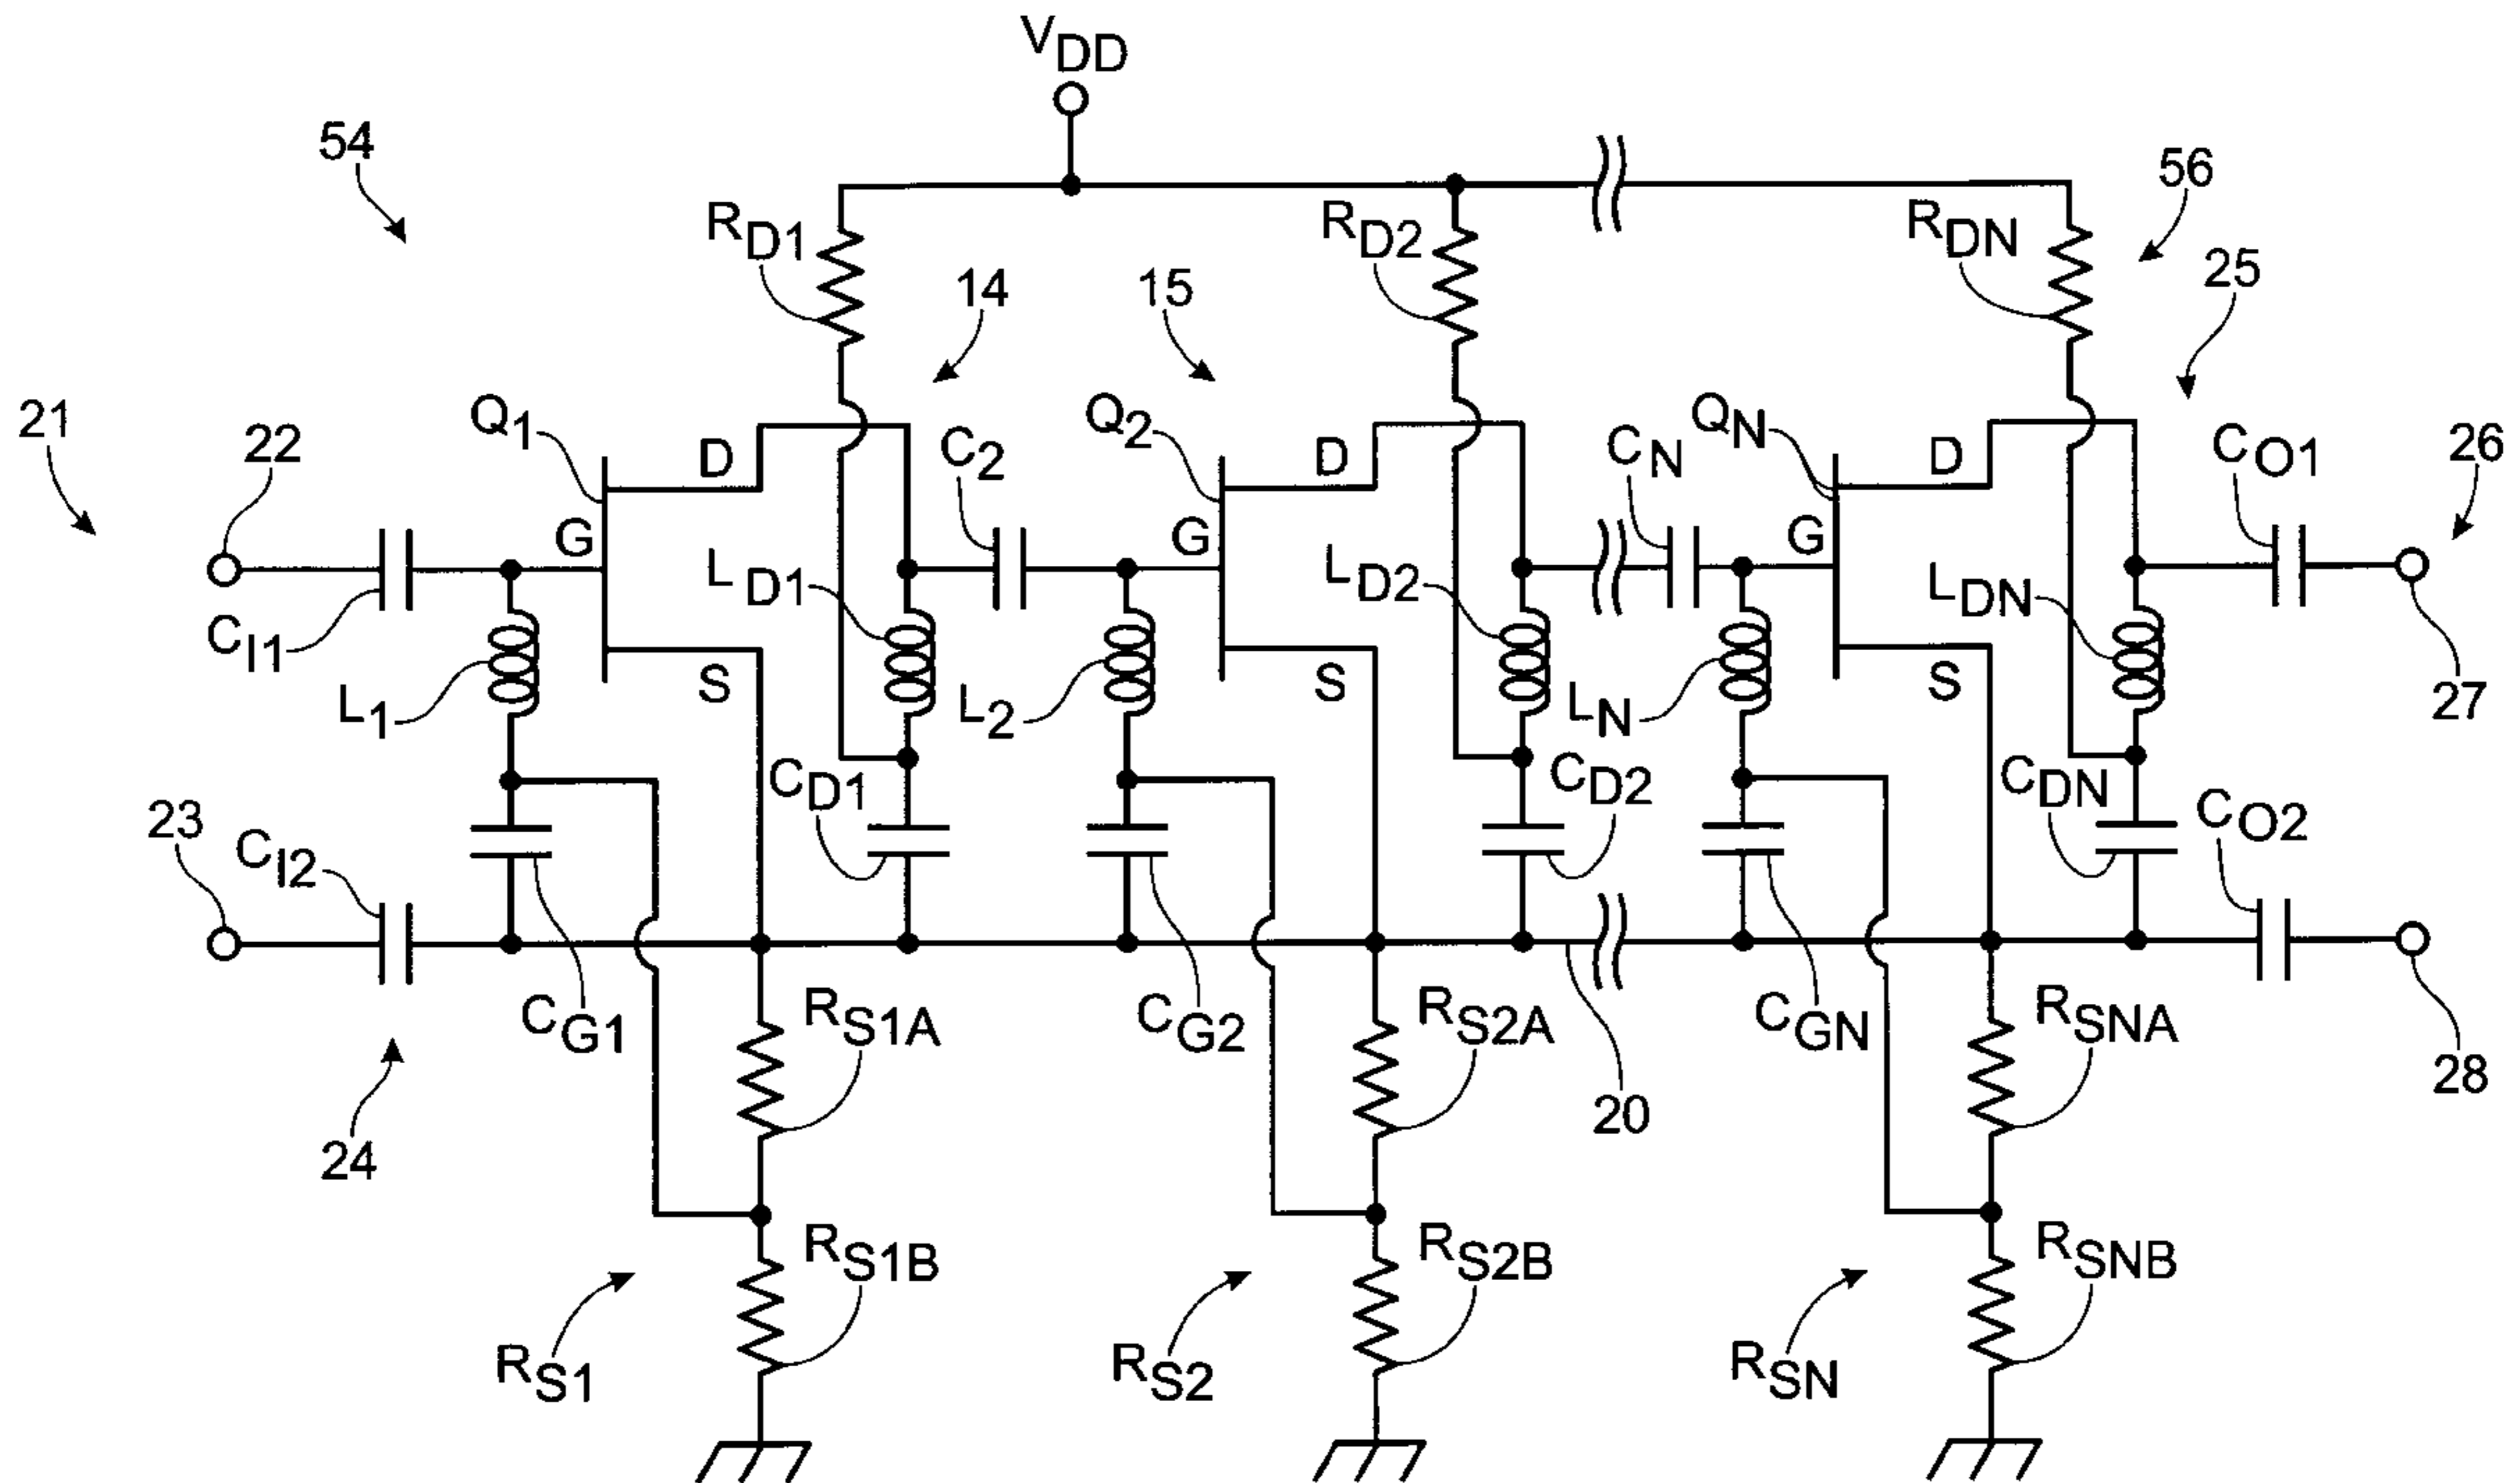 VDD
54
56
RD1
RD2
RDN
14
15
25
21
22
Q1
D
C2
Q2
D
CN
QN
D
CO1
26
G
G
G
LD1
LD2
LDN
CI1
L1
S
L2
S
LN
S
27
23
CI2
CD1
CD2
CDN
CO2
CG1
RS1A
CG2
RS2A
CGN
RSNA
24
20
28
RS1B
RS2B
RSNB
RS1
RS2
RSN